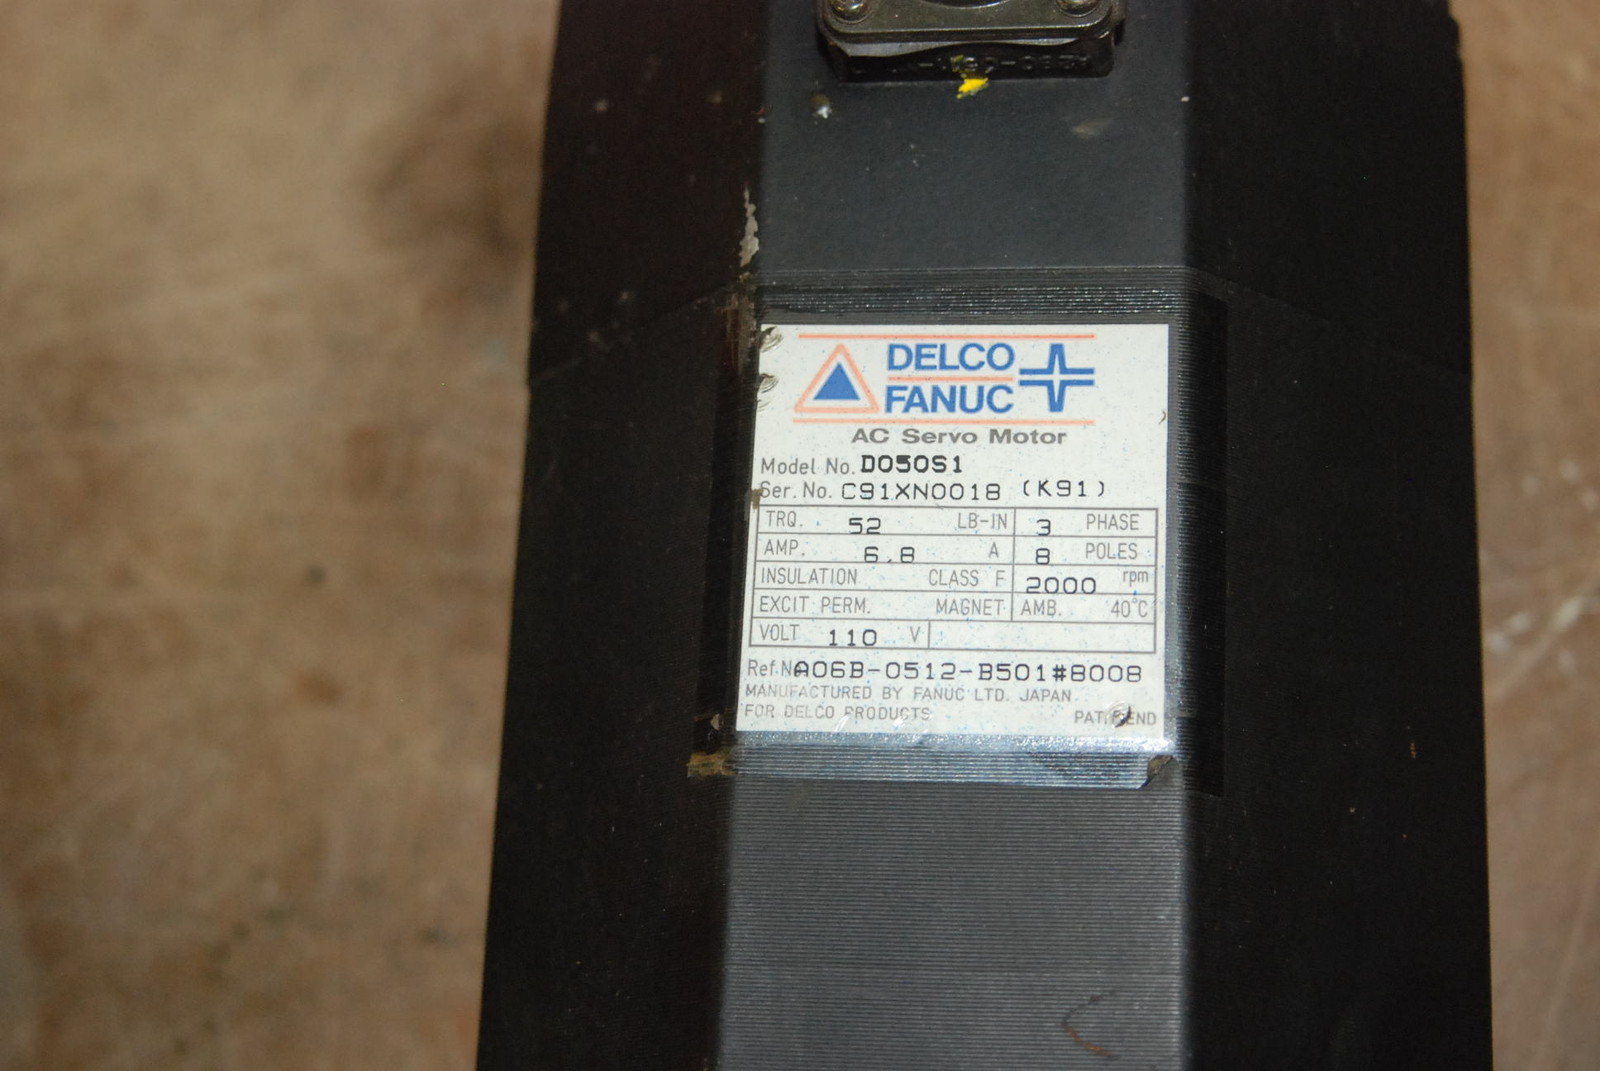 DELCO
FANUC
AC Servo Motor
Model No. D050S1
Ser. No. C91XN0018 (K91)
TRQ. 52 LB-IN 3 PHASE
AMP. 6.8 A 8 POLES
INSULATION CLASS F 2000 rpm
EXCIT PERM. MAGNET AMB. 40°C
VOLT 110 V
Ref. N A06B-0512-B501#8008
MANUFACTURED BY FANUC LTD. JAPAN
FOR DELCO PRODUCTS PAT. PEND